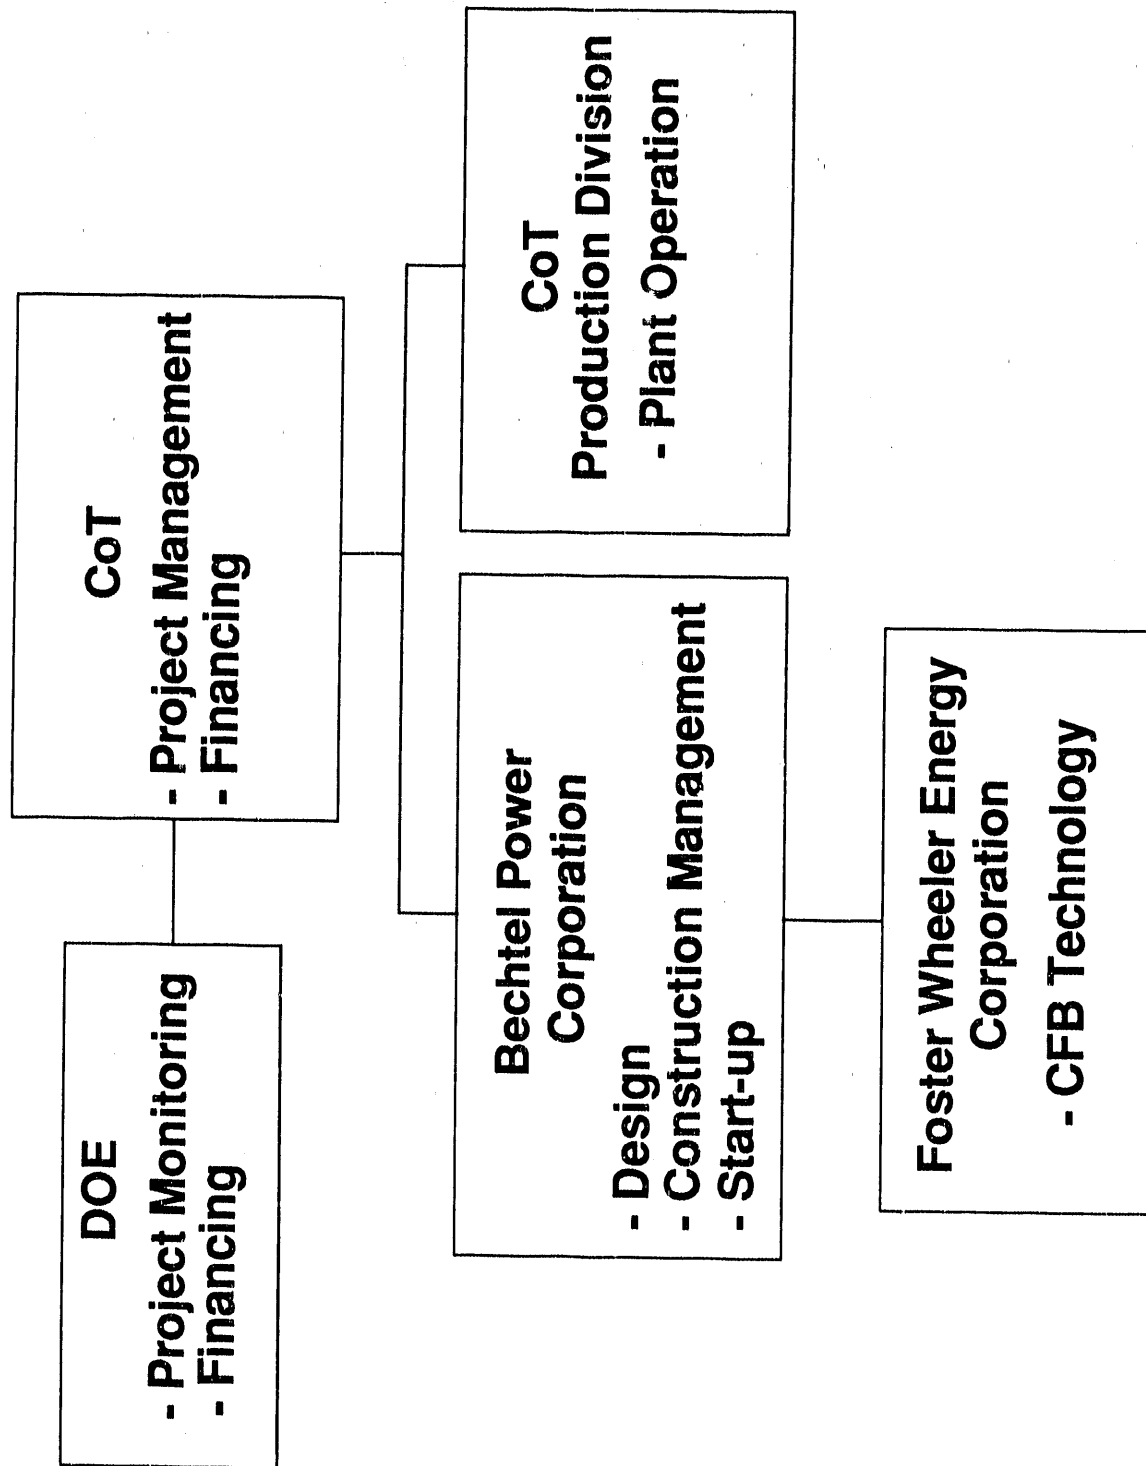 DOE
- Project Monitoring
- Financing
CoT
- Project Management
- Financing
Bechtel Power
Corporation
- Design
- Construction Management
- Start-up
CoT
Production Division
- Plant Operation
Foster Wheeler Energy
Corporation
- CFB Technology